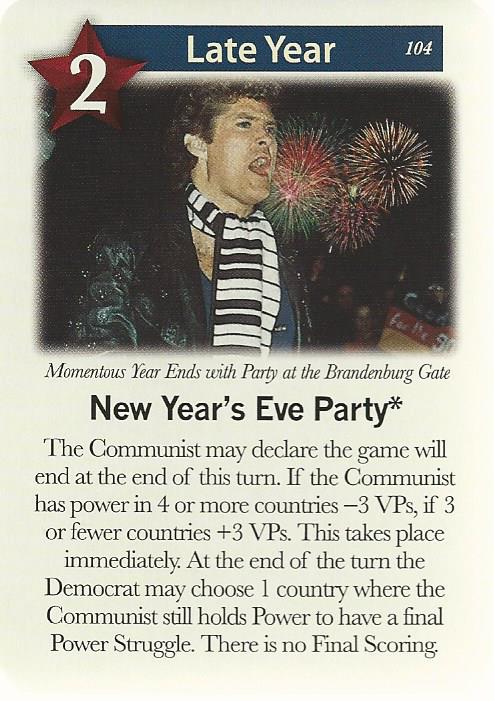 2
Late Year
104
Momentous Year Ends with Party at the Brandenburg Gate
New Year's Eve Party*
The Communist may declare the game will
end at the end of this turn. If the Communist
has power in 4 or more countries –3 VPs, if 3
or fewer countries +3 VPs. This takes place
immediately. At the end of the turn the
Democrat may choose 1 country where the
Communist still holds Power to have a final
Power Struggle. There is no Final Scoring.